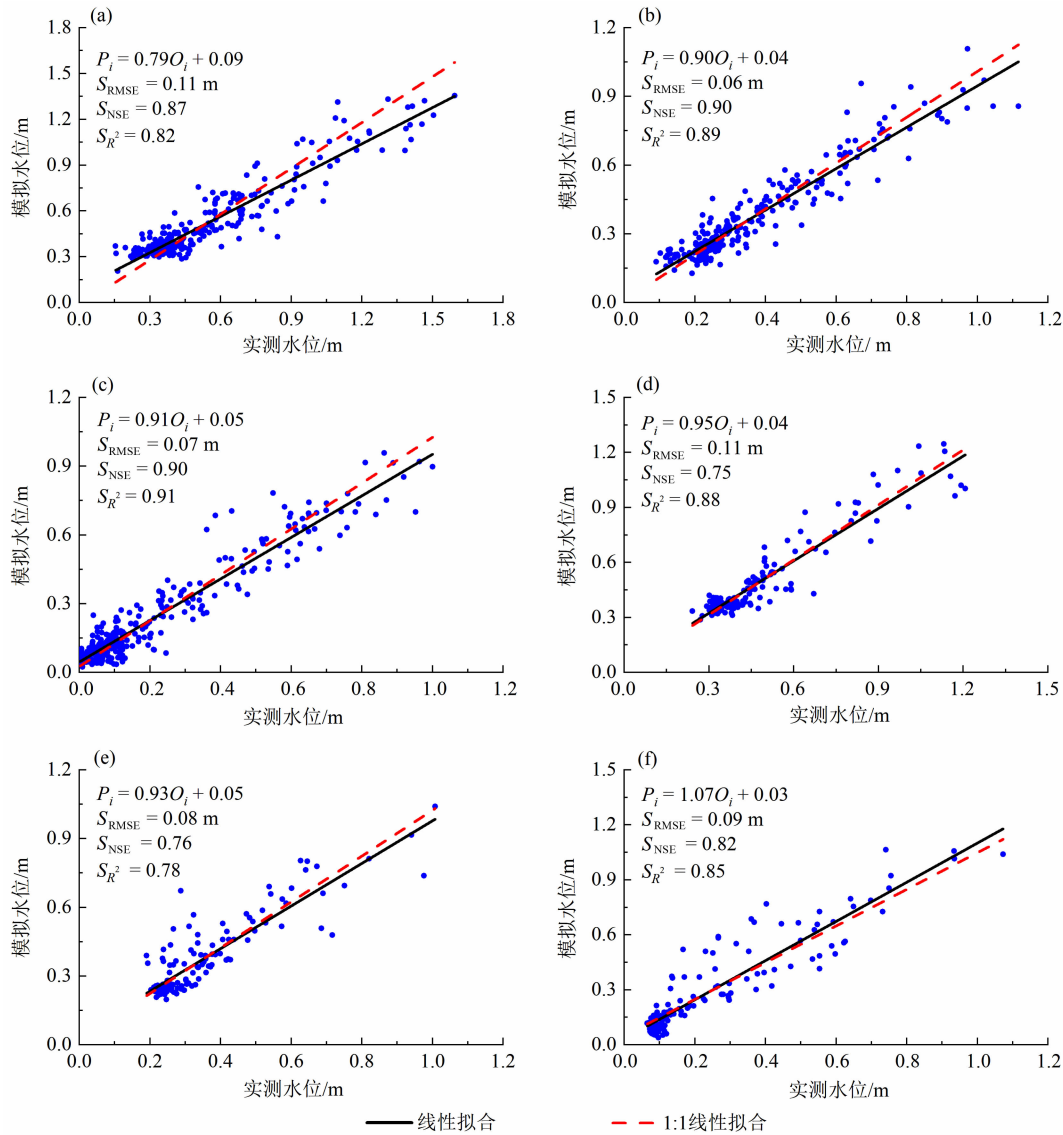 (a)
P_i = 0.79O_i + 0.09
S_RMSE = 0.11 m
S_NSE = 0.87
S_R² = 0.82
模拟水位/m
1.8
1.5
1.2
0.9
0.6
0.3
0.0
0.0 0.3 0.6 0.9 1.2 1.5 1.8
实测水位/m
(b)
P_i = 0.90O_i + 0.04
S_RMSE = 0.06 m
S_NSE = 0.90
S_R² = 0.89
模拟水位/m
1.2
0.9
0.6
0.3
0.0
0.0 0.2 0.4 0.6 0.8 1.0 1.2
实测水位/ m
(c)
P_i = 0.91O_i + 0.05
S_RMSE = 0.07 m
S_NSE = 0.90
S_R² = 0.91
模拟水位/m
1.2
0.9
0.6
0.3
0.0
0.0 0.2 0.4 0.6 0.8 1.0 1.2
实测水位/m
(d)
P_i = 0.95O_i + 0.04
S_RMSE = 0.11 m
S_NSE = 0.75
S_R² = 0.88
模拟水位/m
1.5
1.2
0.9
0.6
0.3
0.0
0.0 0.3 0.6 0.9 1.2 1.5
实测水位/m
(e)
P_i = 0.93O_i + 0.05
S_RMSE = 0.08 m
S_NSE = 0.76
S_R² = 0.78
模拟水位/m
1.2
0.9
0.6
0.3
0.0
0.0 0.2 0.4 0.6 0.8 1.0 1.2
实测水位/m
(f)
P_i = 1.07O_i + 0.03
S_RMSE = 0.09 m
S_NSE = 0.82
S_R² = 0.85
模拟水位/m
1.5
1.2
0.9
0.6
0.3
0.0
0.0 0.2 0.4 0.6 0.8 1.0 1.2
实测水位/m
线性拟合 1:1线性拟合